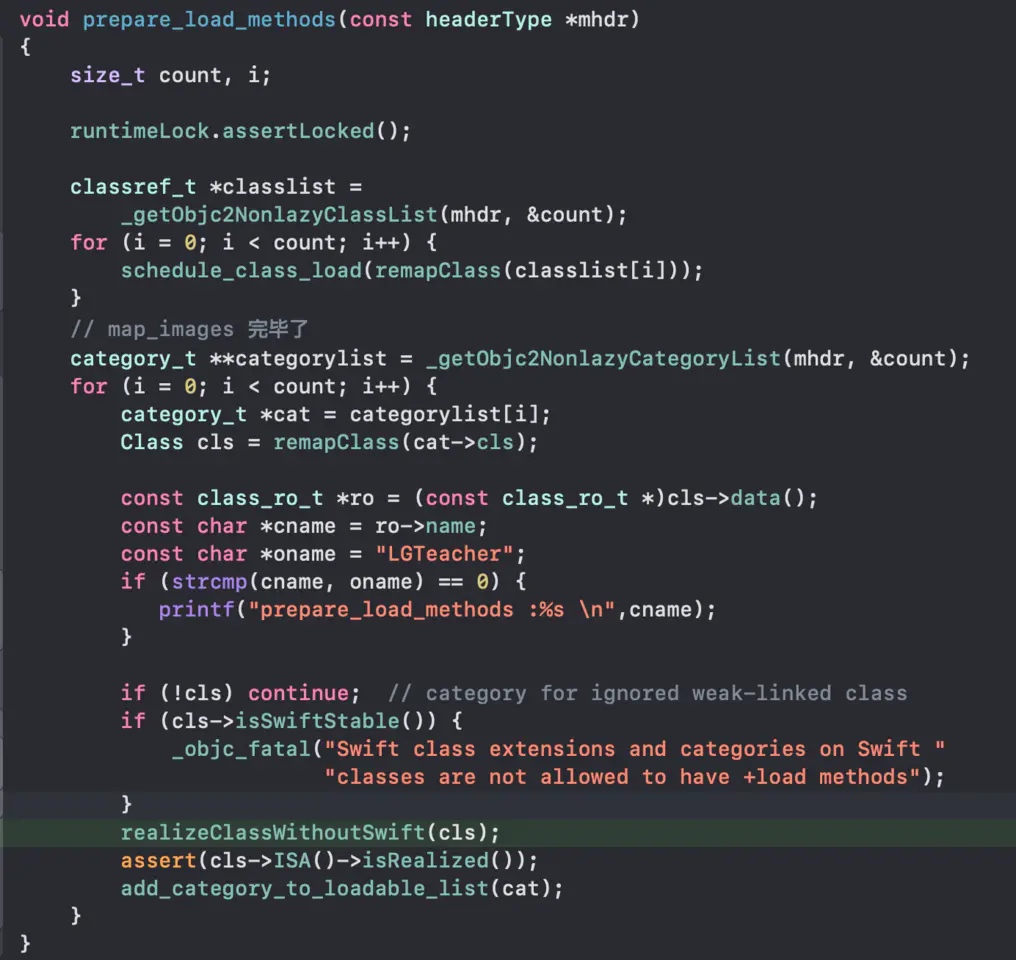 void prepare_load_methods(const headerType *mhdr)
{
    size_t count, i;

    runtimeLock.assertLocked();

    classref_t *classlist =
        _getObjc2NonlazyClassList(mhdr, &count);
    for (i = 0; i < count; i++) {
        schedule_class_load(remapClass(classlist[i]));
    }
    // map_images 完毕了
    category_t **categorylist = _getObjc2NonlazyCategoryList(mhdr, &count);
    for (i = 0; i < count; i++) {
        category_t *cat = categorylist[i];
        Class cls = remapClass(cat->cls);

        const class_ro_t *ro = (const class_ro_t *)cls->data();
        const char *cname = ro->name;
        const char *oname = "LGTeacher";
        if (strcmp(cname, oname) == 0) {
           printf("prepare_load_methods :%s \n",cname);
        }

        if (!cls) continue;  // category for ignored weak-linked class
        if (cls->isSwiftStable()) {
            _objc_fatal("Swift class extensions and categories on Swift "
                        "classes are not allowed to have +load methods");
        }
        realizeClassWithoutSwift(cls);
        assert(cls->ISA()->isRealized());
        add_category_to_loadable_list(cat);
    }
}